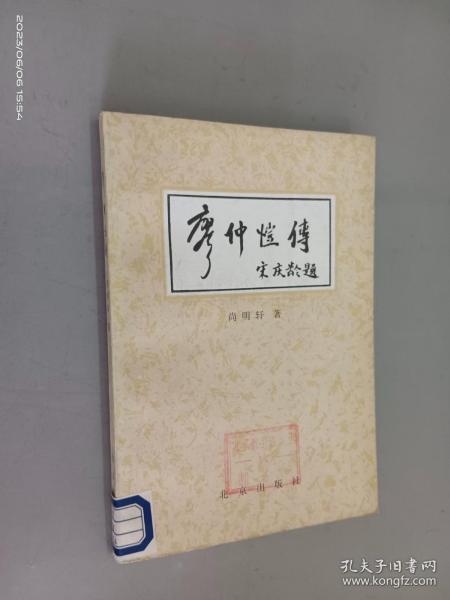 2023/06/06 15:54
廖仲恺傳
宋庆龄题
尚明轩 著
北京出版社
孔夫子旧书网
www.kongfz.com